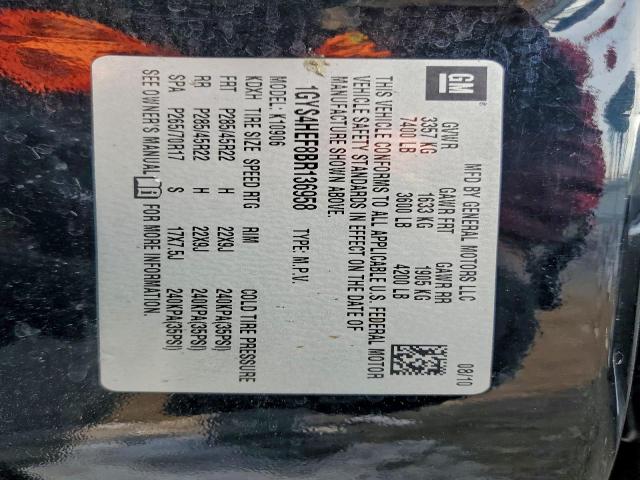 GM ®
MFD BY GENERAL MOTORS LLC 08/10
GVWR GAWR FRT GAWR RR
3357 KG 1633 KG 1905 KG
7400 LB 3600 LB 4200 LB
THIS VEHICLE CONFORMS TO ALL APPLICABLE U.S. FEDERAL MOTOR
VEHICLE SAFETY STANDARDS IN EFFECT ON THE DATE OF
MANUFACTURE SHOWN ABOVE.
1GYS4HEF8BR136958 TYPE: M.P.V.
MODEL: K10906
KDXH TIRE SIZE SPEED RTG RIM COLD TIRE PRESSURE
FRT P285/45R22 H 22X9J 240KPA(35PSI)
RR P285/45R22 H 22X9J 240KPA(35PSI)
SPA P265/70R17 S 17X7.5J 240KPA(35PSI)
SEE OWNER'S MANUAL FOR MORE INFORMATION.